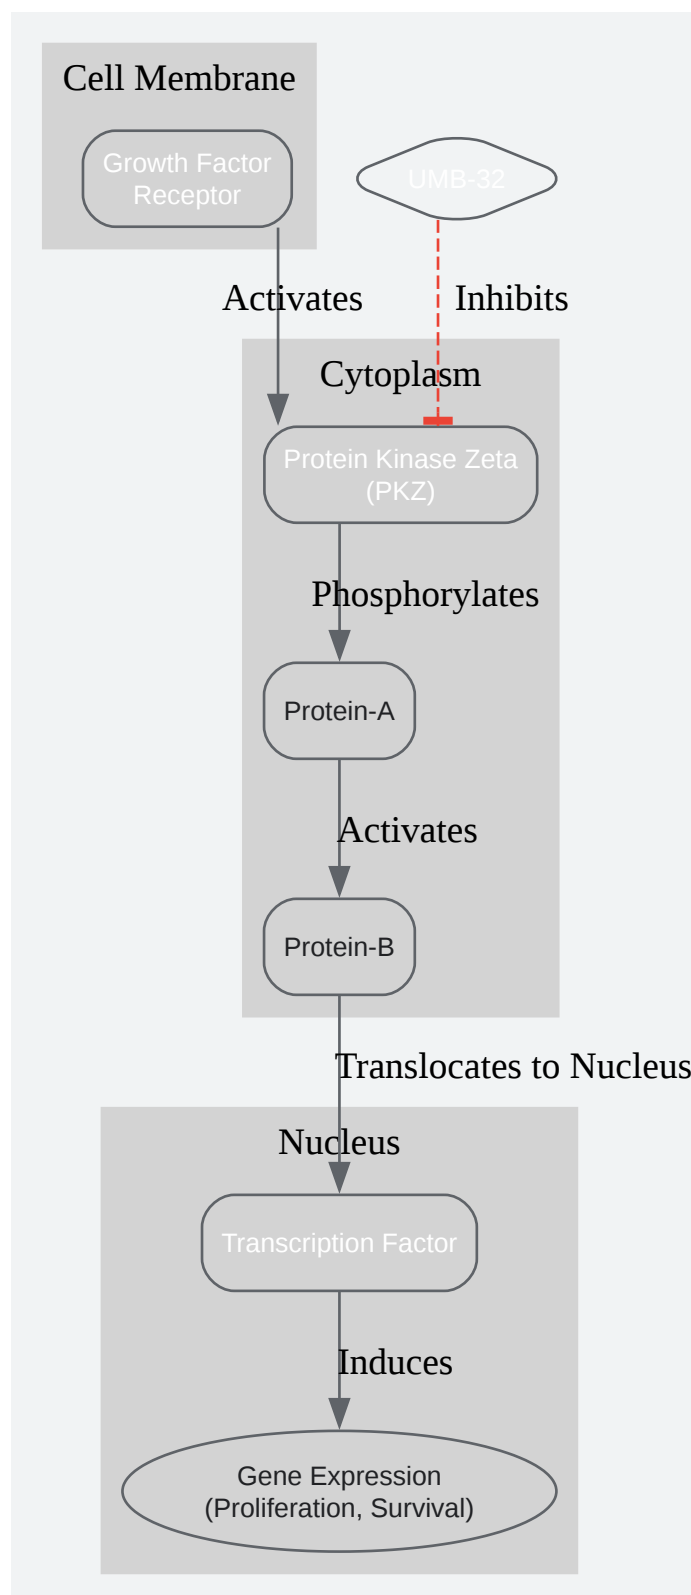 Cell Membrane
Growth Factor
Receptor
UMB-32
Activates
Inhibits
Cytoplasm
Protein Kinase Zeta
(PKZ)
Phosphorylates
Protein-A
Activates
Protein-B
Translocates to Nucleus
Nucleus
Transcription Factor
Induces
Gene Expression
(Proliferation, Survival)